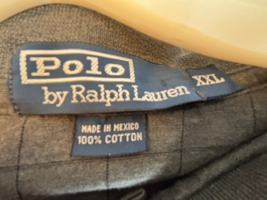 Polo
by Ralph Lauren XXL
MADE IN MEXICO
100% COTTON